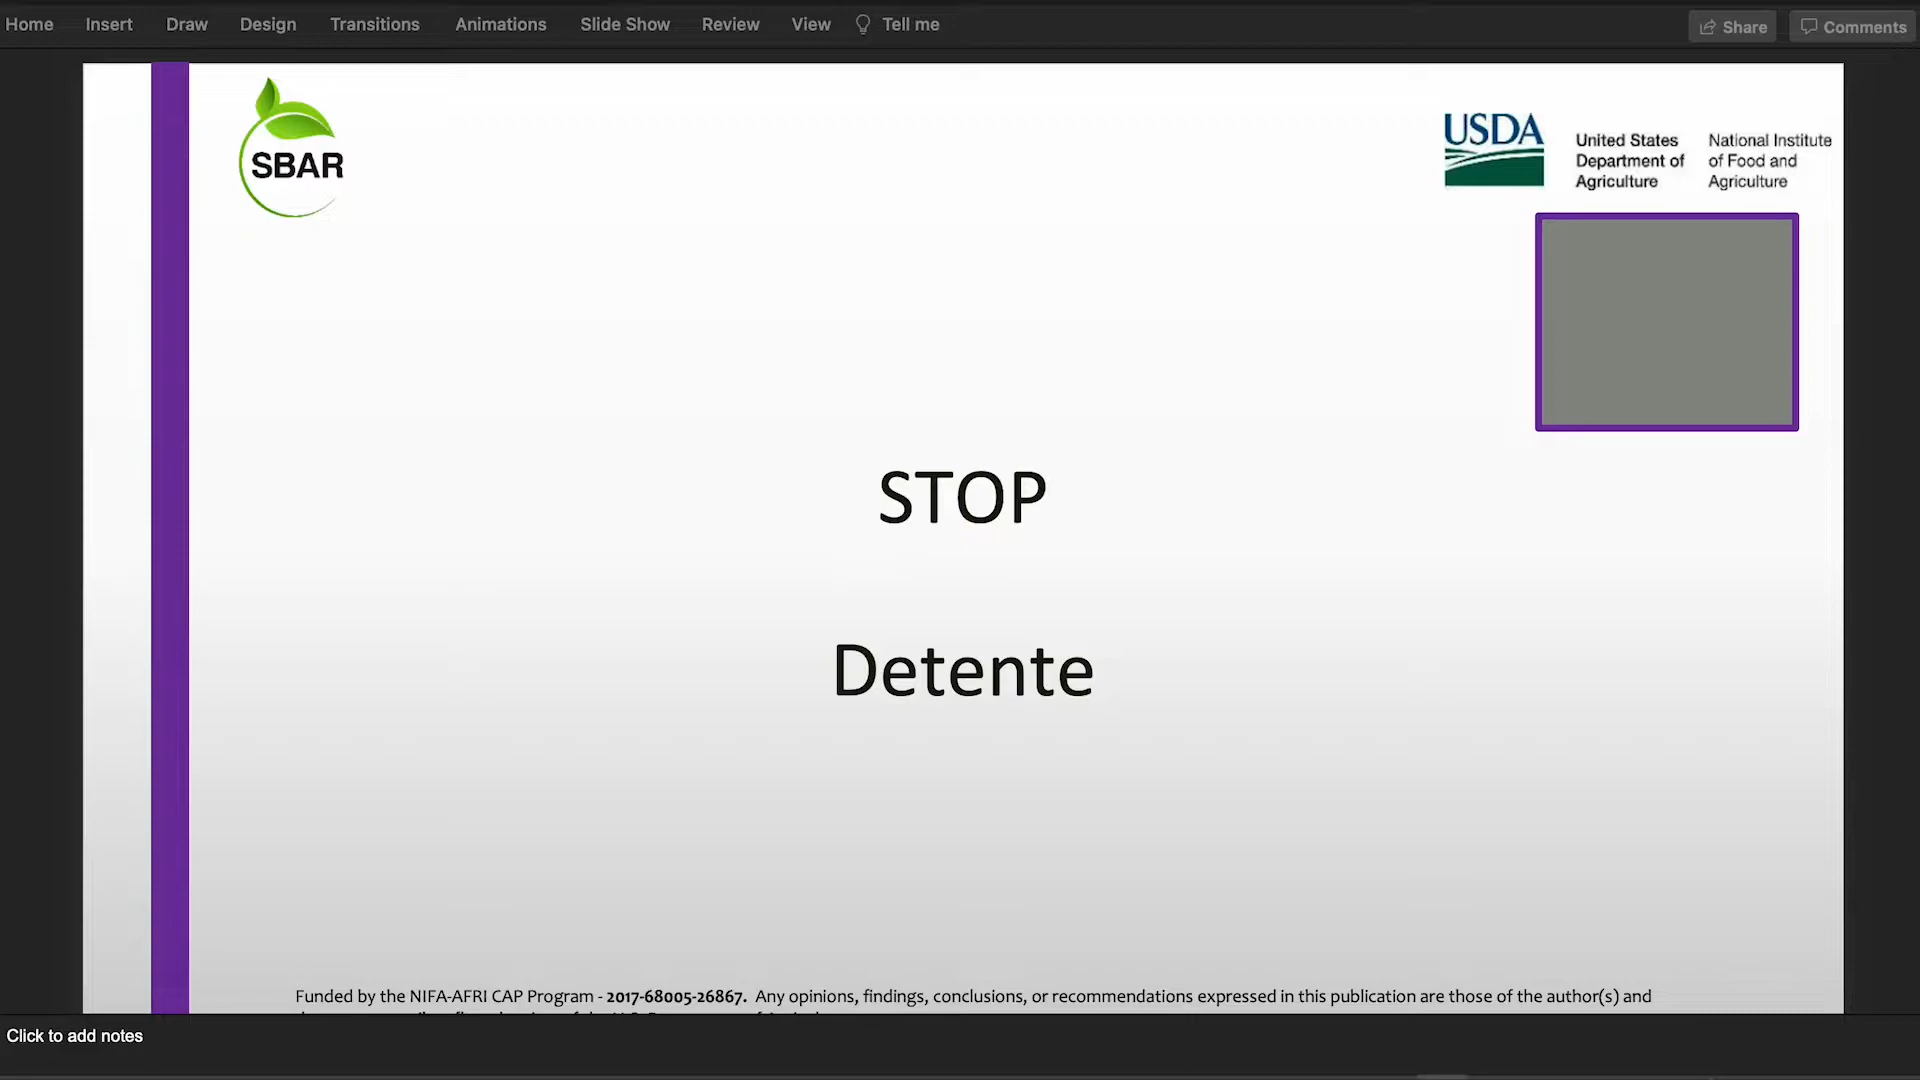 Home Insert Draw Design Transitions Animations Slide Show Review View Tell me Share Comments
SBAR
USDA
United States
Department of
Agriculture
National Institute
of Food and
Agriculture
STOP
Detente
Funded by the NIFA-AFRI CAP Program - 2017-68005-26867. Any opinions, findings, conclusions, or recommendations expressed in this publication are those of the author(s) and
Click to add notes